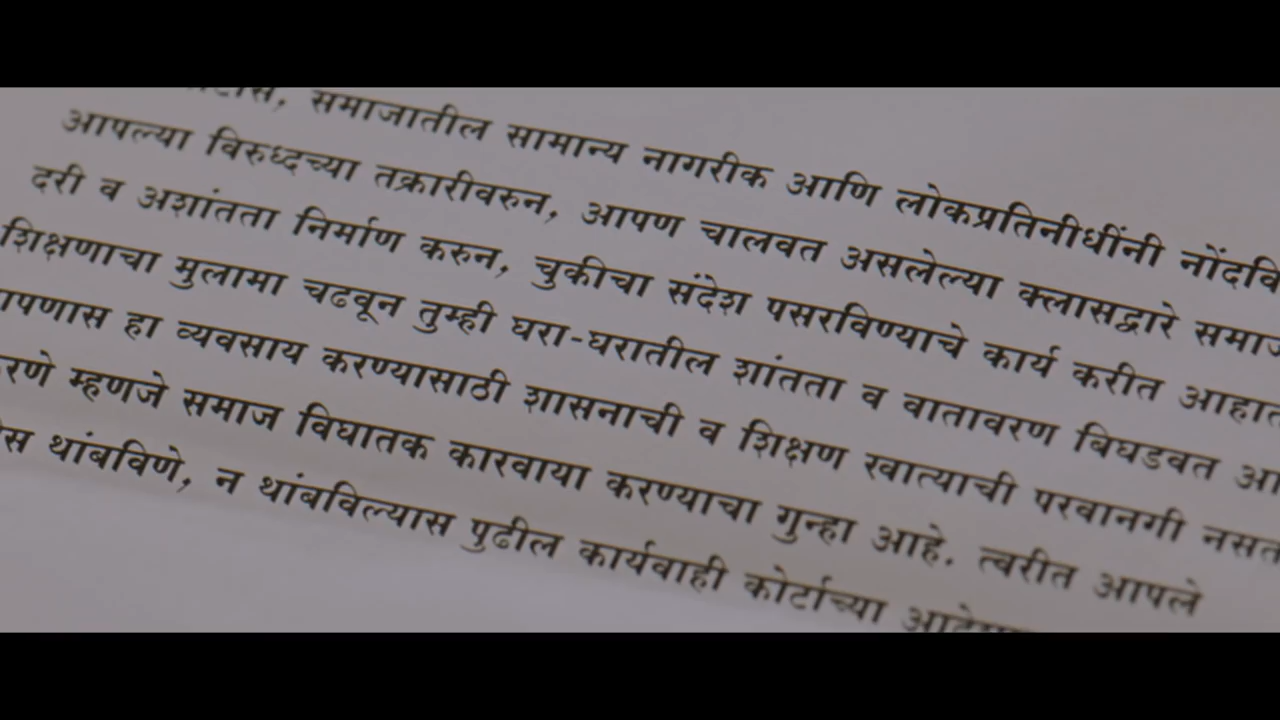 समाजातील सामान्य नागरीक आणि लोकप्रतिनीधींनी
आपल्या विरुध्दच्या तक्रारीवरुन, आपण चालवत असलेल्या क्लासद्वारे
दरी व अशांतता निर्माण करुन, चुकीचा संदेश पसरविण्याचे कार्य करीत
शिक्षणाचा मुलामा चढवून तुम्ही घरा-घरातील शांतता व वातावरण बिघडवत
हा व्यवसाय करण्यासाठी शासनाची व शिक्षण खात्याची परवानगी
म्हणजे समाज विघातक कारवाया करण्याचा गुन्हा आहे. त्वरीत आपले
थांबविणे, न थांबविल्यास पुढील कार्यवाही कोर्टाच्या